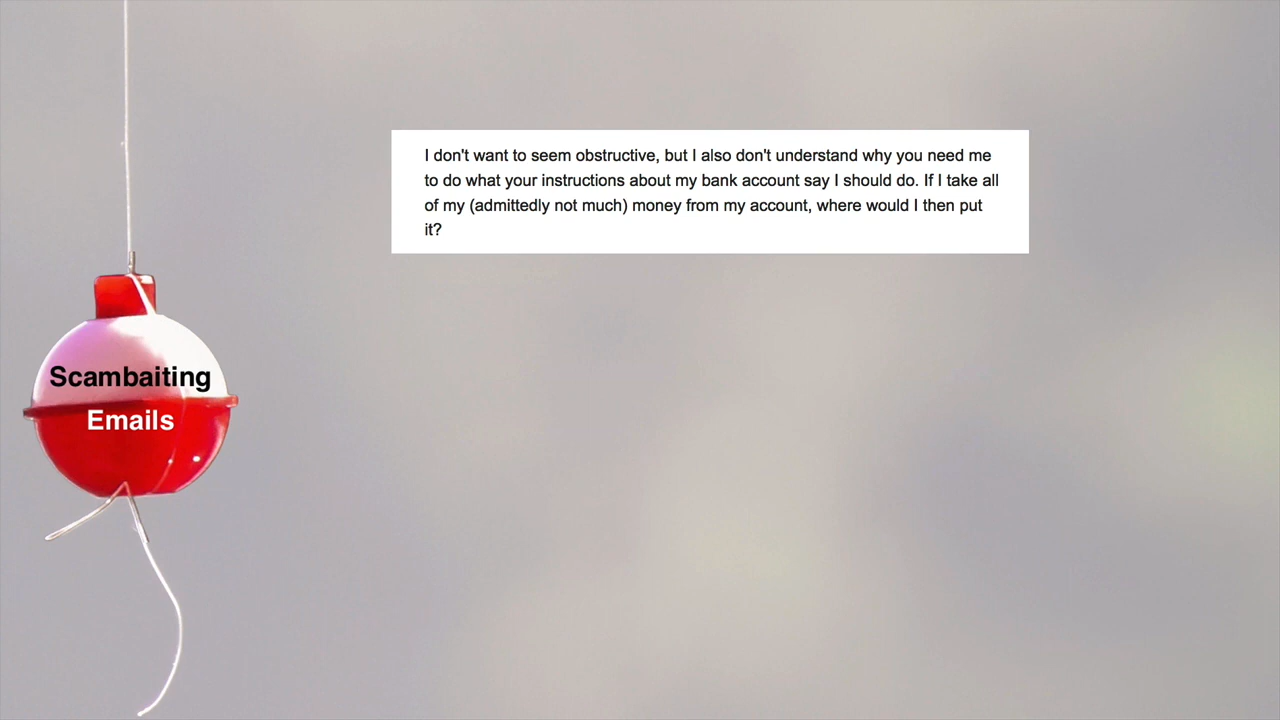 I don't want to seem obstructive, but I also don't understand why you need me
to do what your instructions about my bank account say I should do. If I take all
of my (admittedly not much) money from my account, where would I then put
it?
Scambaiting
Emails